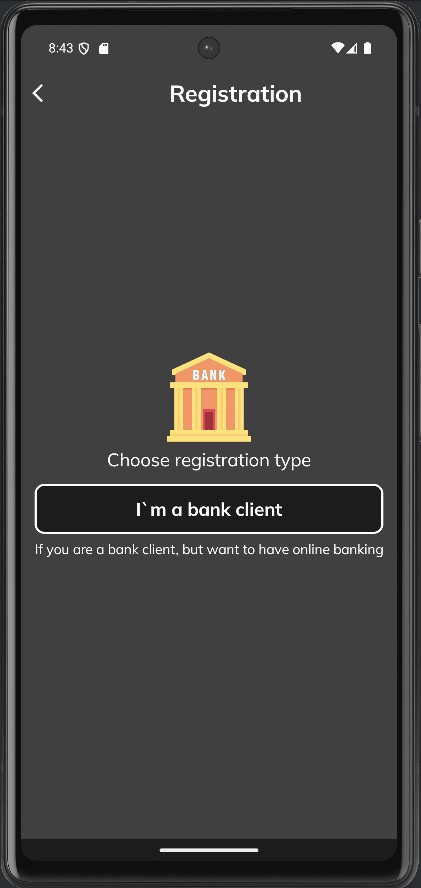 8:43
Registration
BANK
Choose registration type
I`m a bank client
If you are a bank client, but want to have online banking